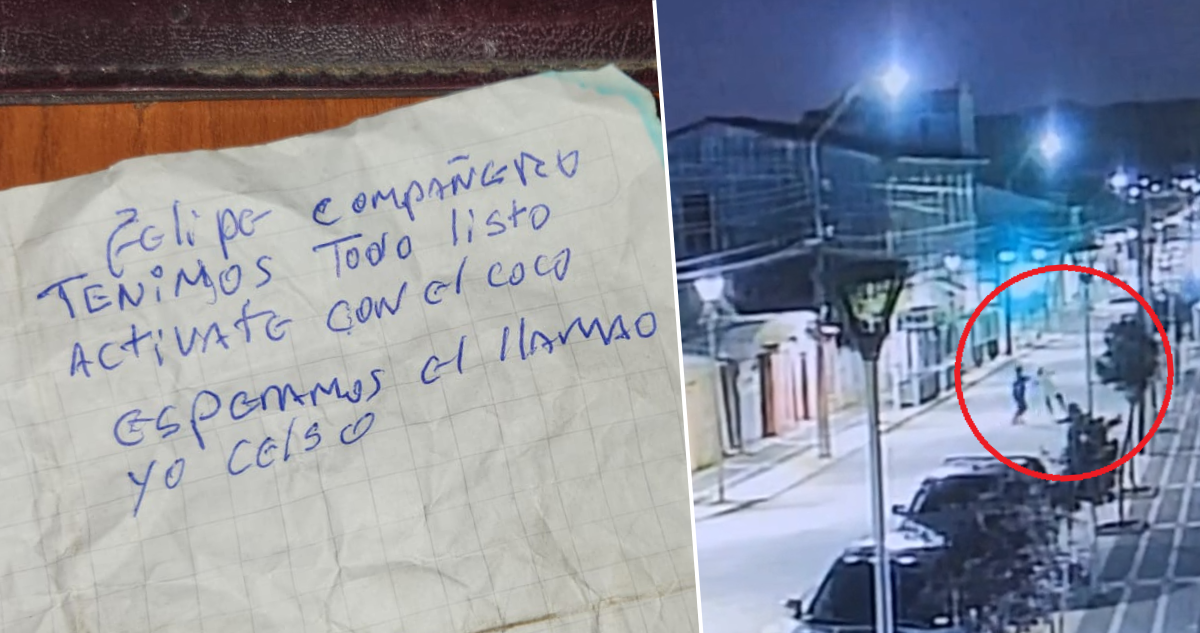 Felipe compañero
TENIMOS Todo listo
ACTIVATE CON el coco
esperamos el llamao
yo celso